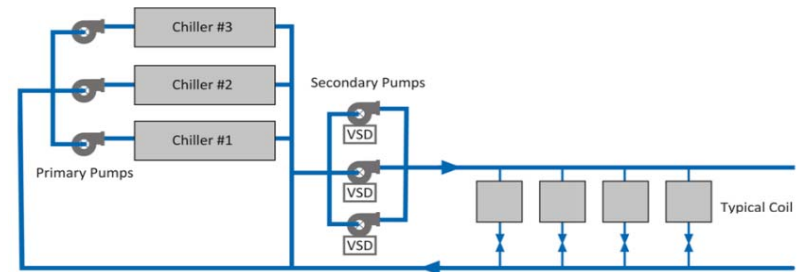 Chiller #3
Chiller #2
Secondary Pumps
Chiller #1
VSD
Primary Pumps
VSD
Typical Coil
VSD